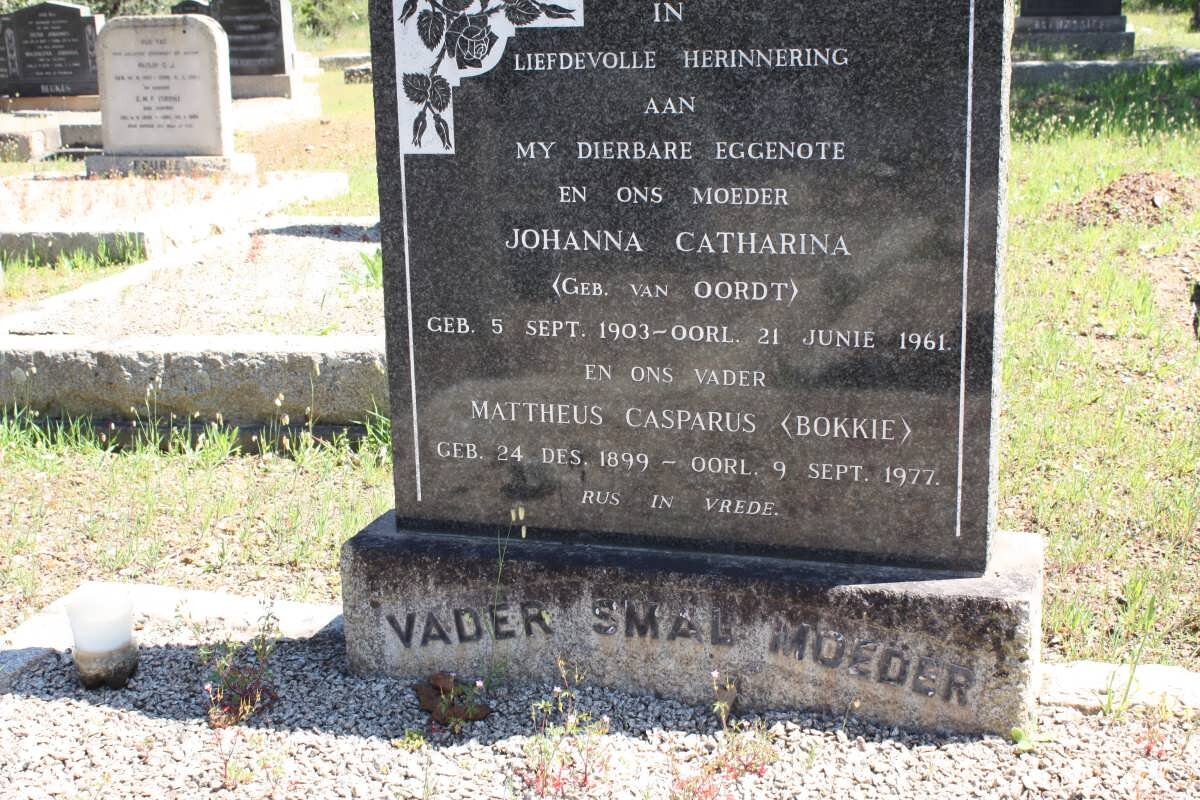 IN
LIEFDEVOLLE HERINNERING
AAN
MY DIERBARE EGGENOTE
EN ONS MOEDER
JOHANNA CATHARINA
〈GEB. VAN OORDT〉
GEB. 5 SEPT. 1903 – OORL. 21 JUNIE 1961.
EN ONS VADER
MATTHEUS CASPARUS 〈BOKKIE〉
GEB. 24 DES. 1899 – OORL. 9 SEPT. 1977.
RUS IN VREDE.
VADER SMAL MOEDER
BEUKES